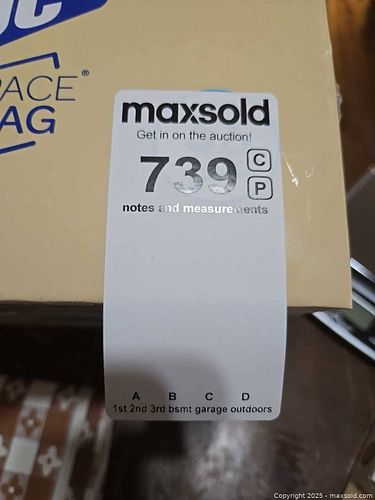 PACE®
AG
maxsold
Get in on the auction!
739 C
P
notes and measurements
A B C D
1st 2nd 3rd bsmt garage outdoors
Copyright © 2025 - maxsold.com